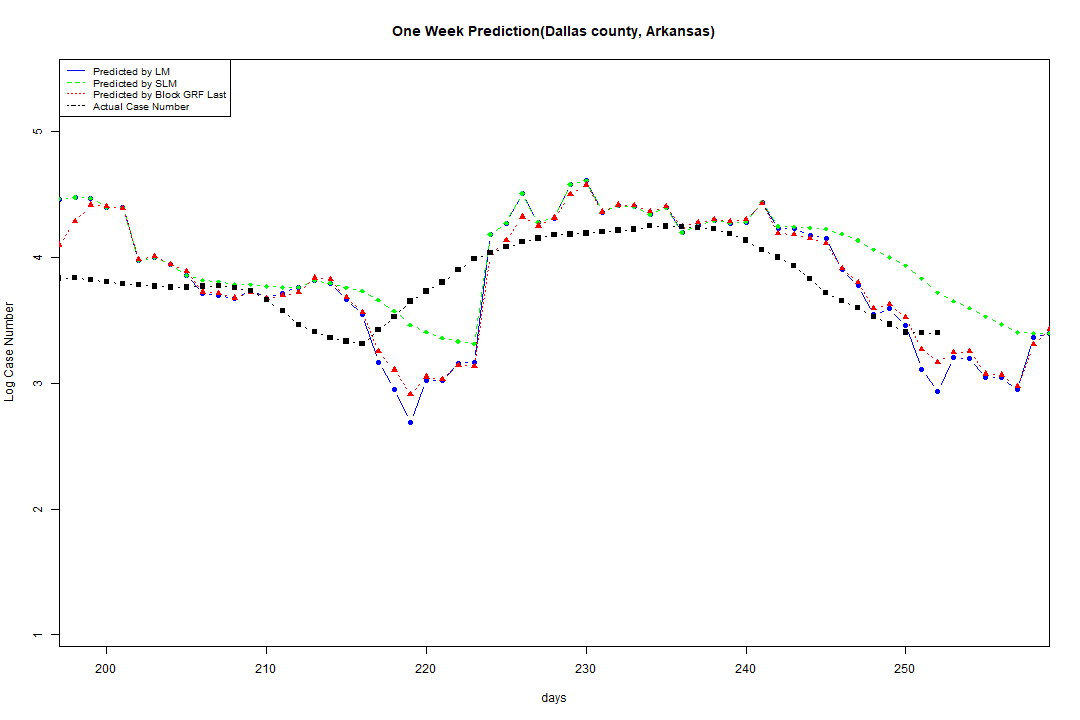 One Week Prediction(Dallas county, Arkansas)
Predicted by LM
Predicted by SLM
Predicted by Block GRF Last
Actual Case Number
5
4
3
2
1
Log Case Number
200 210 220 230 240 250
days